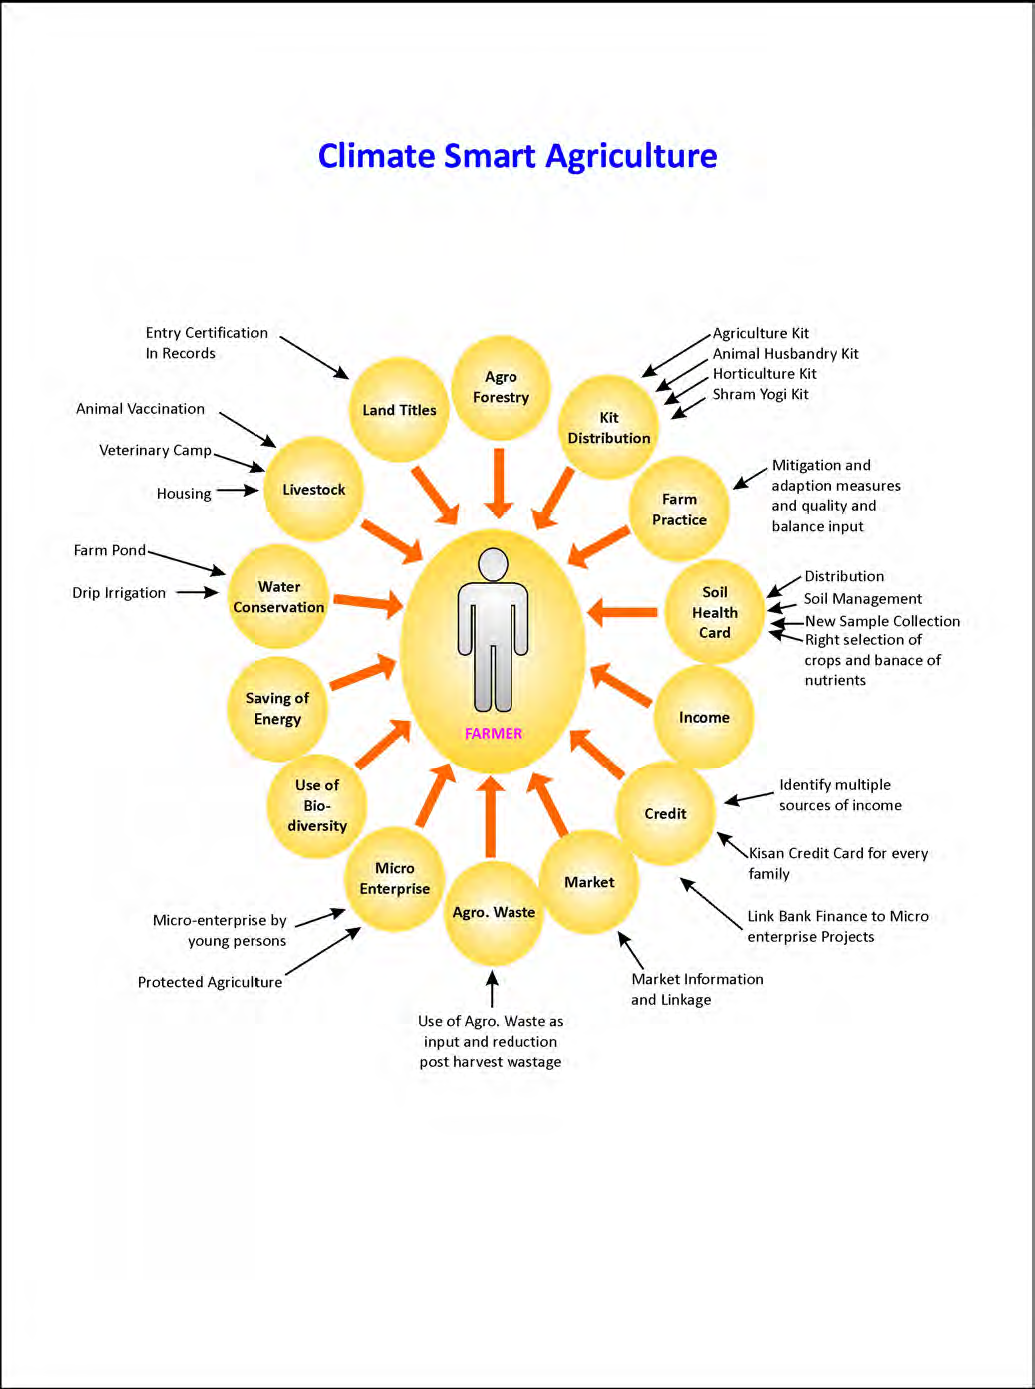 Climate Smart Agriculture
Entry Certification
In Records
Agriculture Kit
Animal Husbandry Kit
Horticulture Kit
Shram Yogi Kit
Agro
Forestry
Land Titles
Kit
Distribution
Animal Vaccination
Veterinary Camp
Housing
Livestock
Farm
Practice
Mitigation and
adaption measures
and quality and
balance input
Farm Pond
Drip Irrigation
Water
Conservation
Soil
Health
Card
Distribution
Soil Management
New Sample Collection
Right selection of
crops and banace of
nutrients
Saving of
Energy
FARMER
Income
Use of
Bio-
diversity
Credit
Identify multiple
sources of income
Kisan Credit Card for every
family
Link Bank Finance to Micro
enterprise Projects
Micro
Enterprise
Agro. Waste
Market
Micro-enterprise by
young persons
Protected Agriculture
Market Information
and Linkage
Use of Agro. Waste as
input and reduction
post harvest wastage